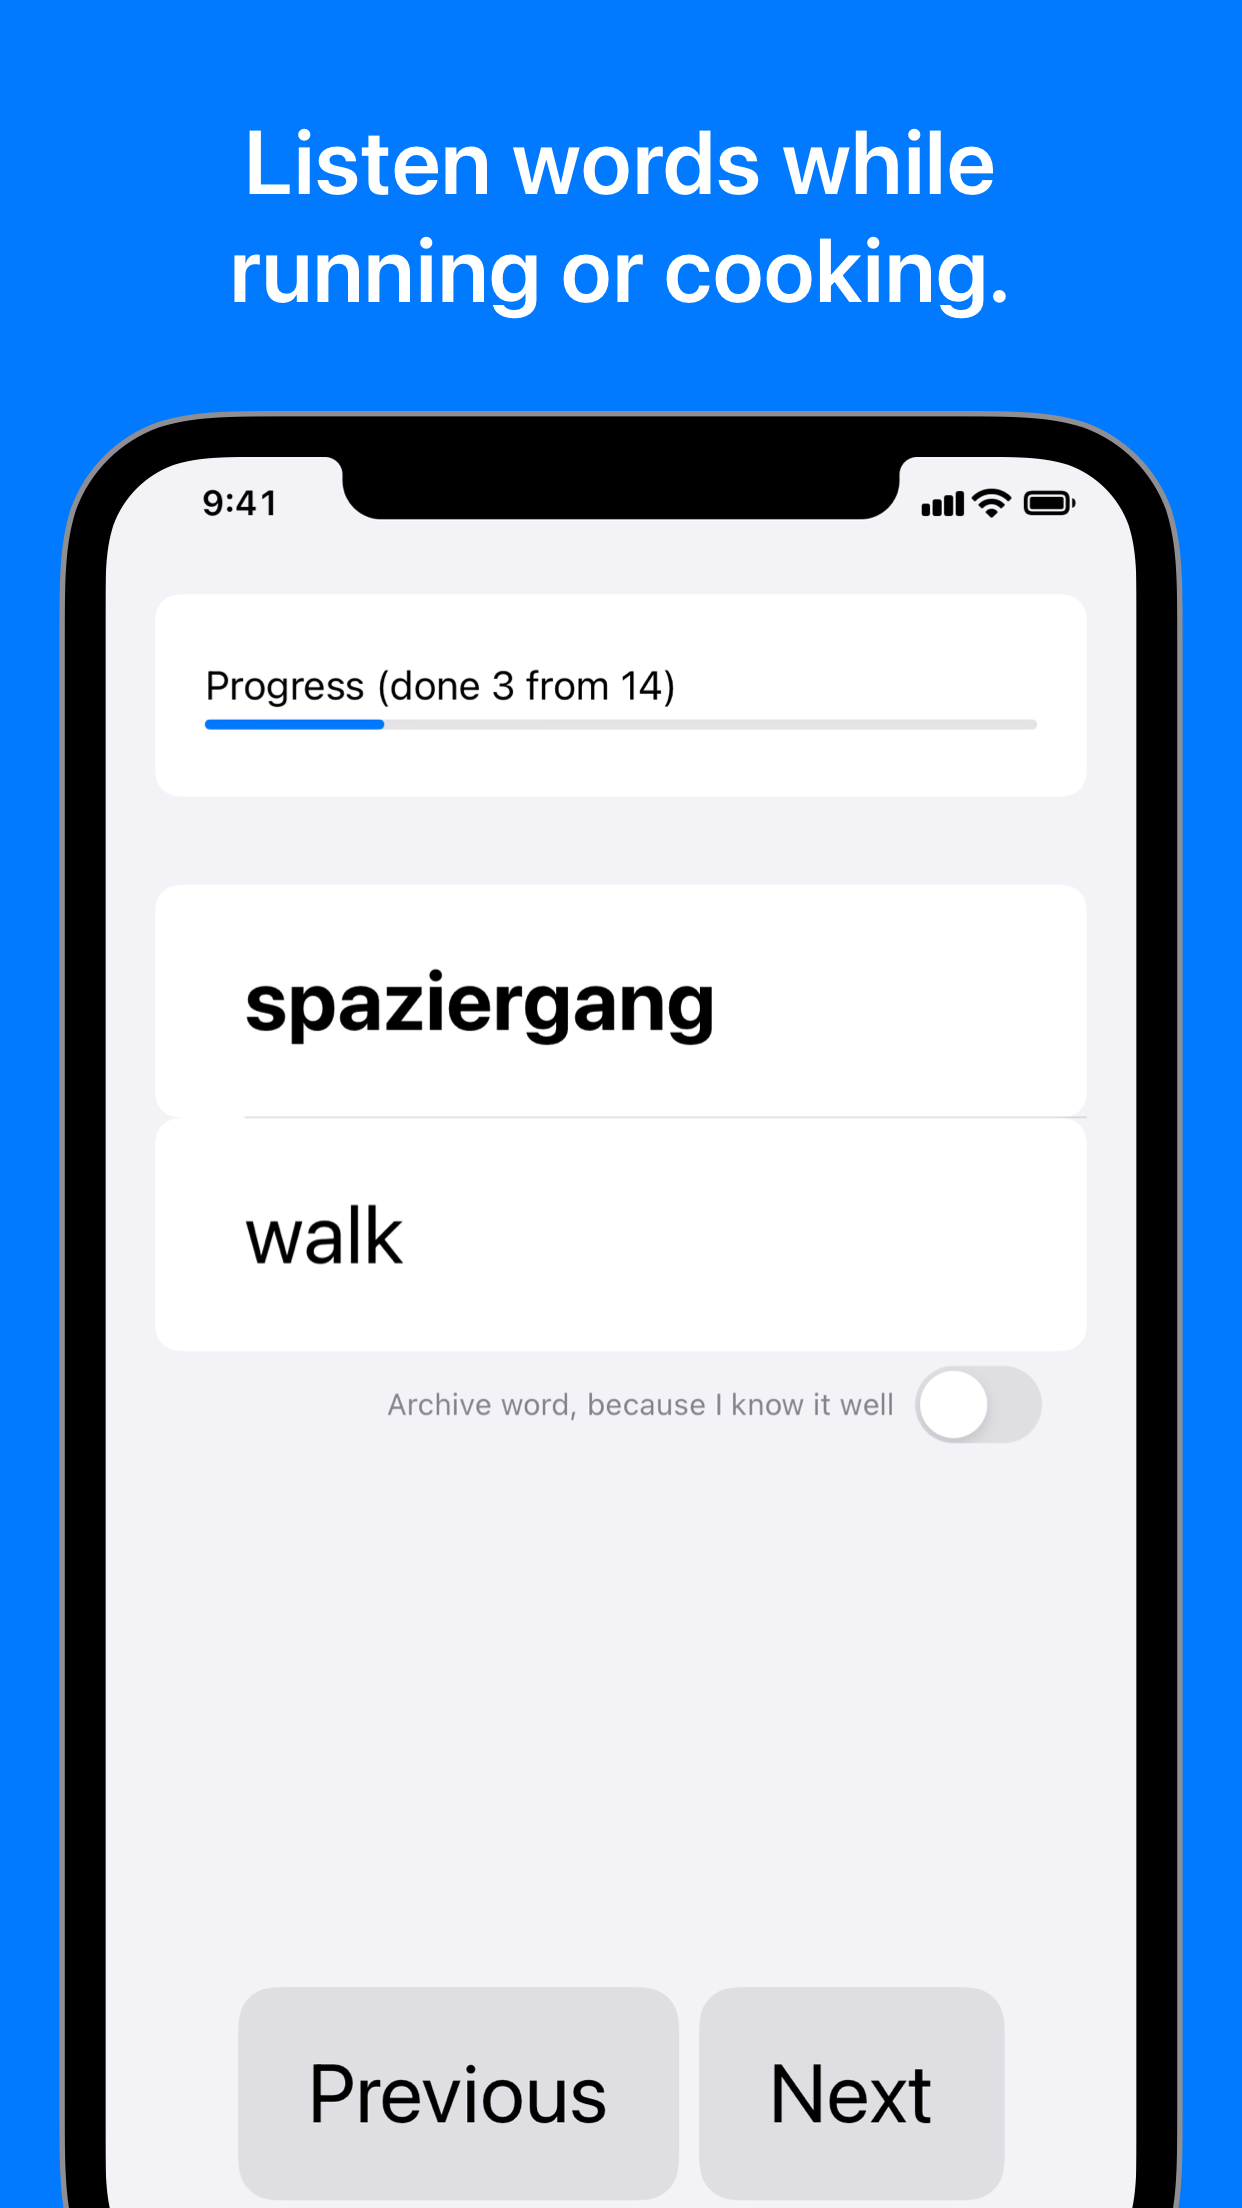 Listen words while
running or cooking.
9:41
Progress (done 3 from 14)
spaziergang
walk
Archive word, because I know it well
Previous
Next